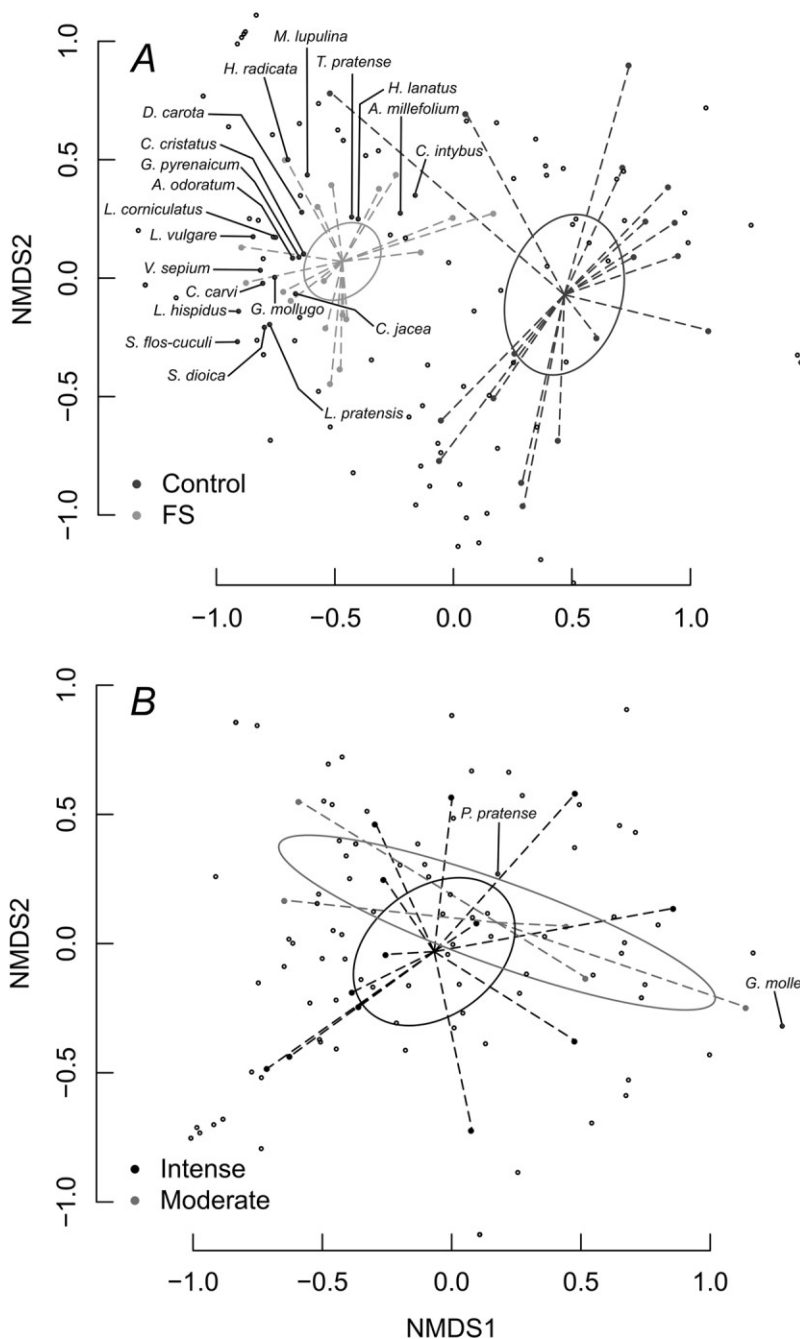 A
M. lupulina
H. radicata
T. pratense
H. lanatus
D. carota
A. millefolium
C. cristatus
C. intybus
G. pyrenaicum
A. odoratum
L. corniculatus
L. vulgare
V. sepium
C. carvi
G. mollugo
L. hispidus
C. jacea
S. flos-cuculi
S. dioica
L. pratensis
Control
FS
NMDS2
1.0
0.5
0.0
−0.5
−1.0
−1.0 −0.5 0.0 0.5 1.0
B
P. pratense
G. molle
Intense
Moderate
NMDS2
1.0
0.5
0.0
−0.5
−1.0
−1.0 −0.5 0.0 0.5 1.0
NMDS1